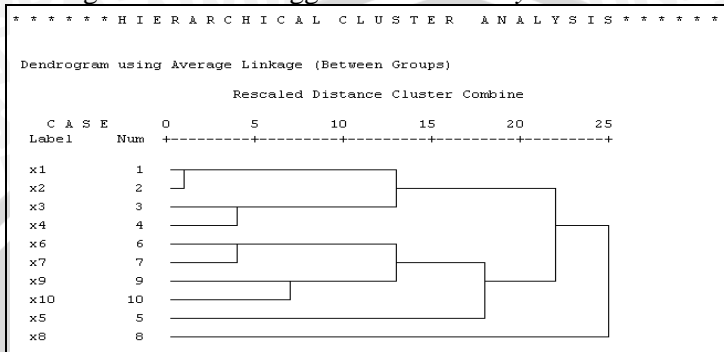 * * * * * * H I E R A R C H I C A L   C L U S T E R   A N A L Y S I S * * * * * *
Dendrogram using Average Linkage (Between Groups)
Rescaled Distance Cluster Combine
C A S E 0 5 10 15 20 25
Label Num +---------+---------+---------+---------+---------+
x1 1
x2 2
x3 3
x4 4
x6 6
x7 7
x9 9
x10 10
x5 5
x8 8